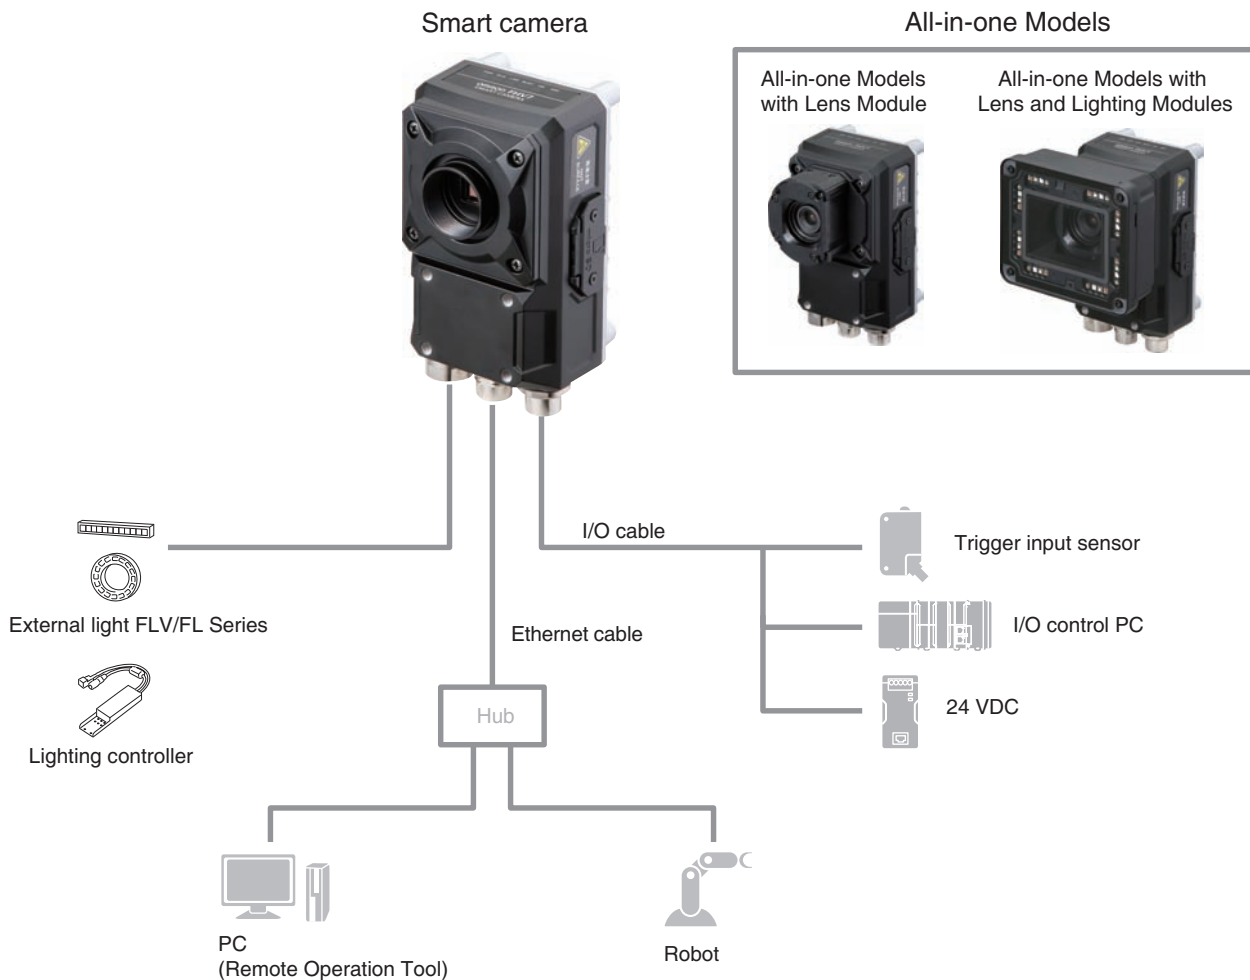 Smart camera
All-in-one Models
All-in-one Models
with Lens Module
All-in-one Models with
Lens and Lighting Modules
I/O cable
Trigger input sensor
External light FLV/FL Series
Ethernet cable
I/O control PC
Hub
24 VDC
Lighting controller
PC
(Remote Operation Tool)
Robot